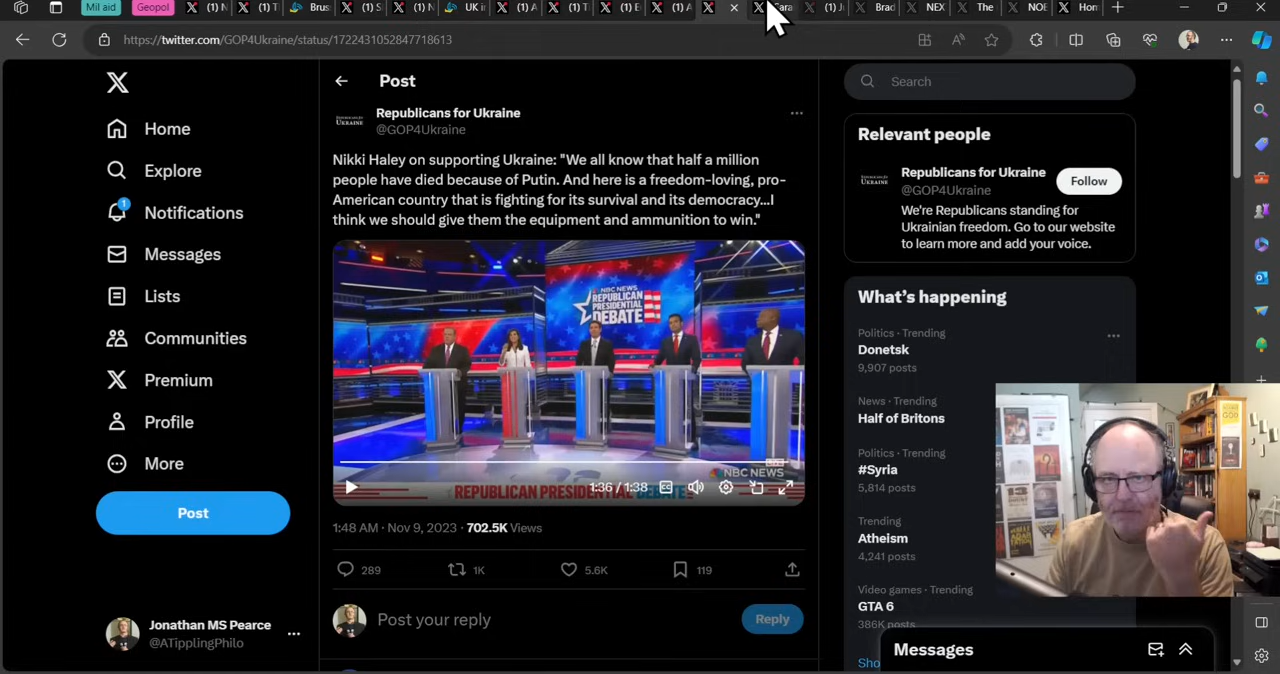 Mil aid
Geopol
Brus
UK in
Brad
NEX
The
https://twitter.com/GOP4Ukraine/status/1722431052847718613
Post
Search
Home
Explore
1
Notifications
Messages
Lists
Communities
Premium
Profile
More
Post
Jonathan MS Pearce
@ATipplingPhilo
Republicans for Ukraine
@GOP4Ukraine
Nikki Haley on supporting Ukraine: "We all know that half a million
people have died because of Putin. And here is a freedom-loving, pro-
American country that is fighting for its survival and its democracy...I
think we should give them the equipment and ammunition to win."
NBC NEWS
REPUBLICAN
PRESIDENTIAL
DEBATE
NBC NEWS
1:36 / 1:38
REPUBLICAN PRESIDENTIAL DEBATE
1:48 AM · Nov 9, 2023 · 702.5K Views
289
1K
5.6K
119
Post your reply
Reply
Relevant people
Republicans for Ukraine
@GOP4Ukraine
Follow
We're Republicans standing for
Ukrainian freedom. Go to our website
to learn more and add your voice.
What's happening
Politics · Trending
Donetsk
9,907 posts
News · Trending
Half of Britons
Politics · Trending
#Syria
5,814 posts
Trending
Atheism
4,241 posts
Video games · Trending
GTA 6
386K posts
Sho
Messages